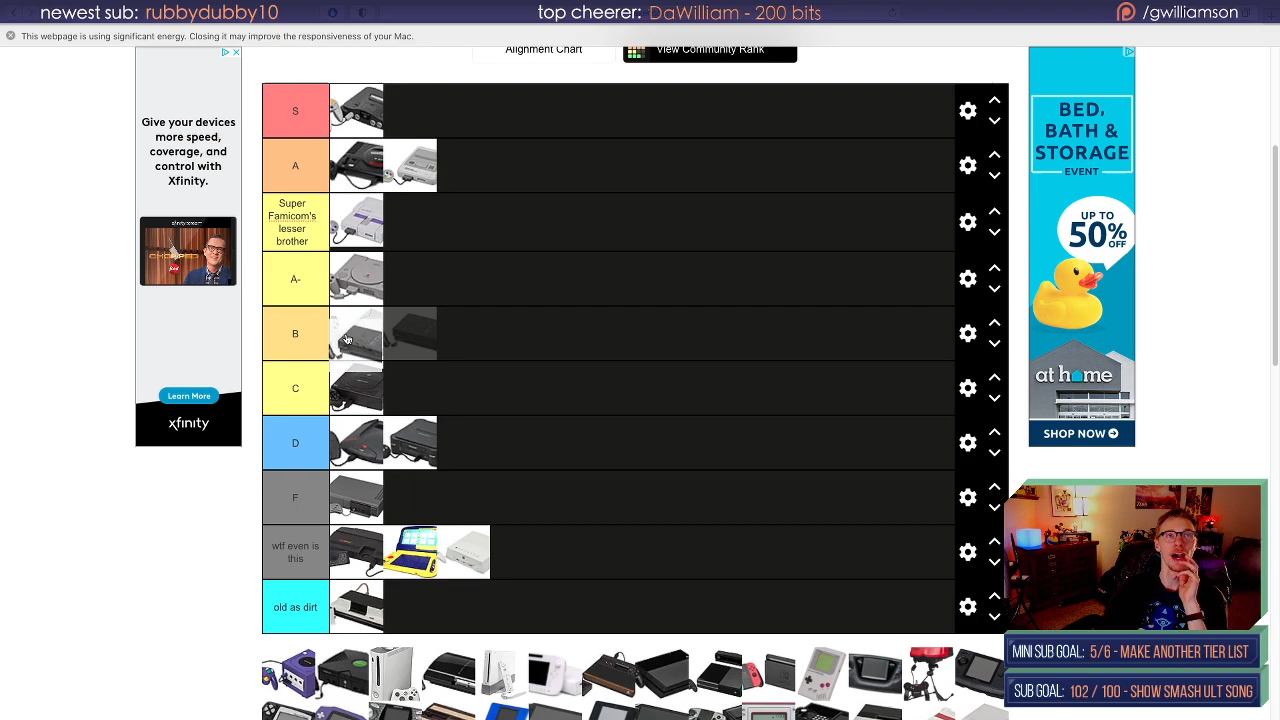 newest sub: rubbydubby10
top cheerer: DaWilliam - 200 bits
/gwilliamson
This webpage is using significant energy. Closing it may improve the responsiveness of your Mac.
Alignment Chart
View Community Rank
Give your devices
more speed,
coverage, and
control with
Xfinity.
CHOPPED
Learn More
xfinity
S
A
Super
Famicom's
lesser
brother
A-
B
C
D
F
wtf even is
this
old as dirt
BED,
BATH &
STORAGE
EVENT
UP TO
50%
OFF
at home
SHOP NOW
MINI SUB GOAL: 5/6 - MAKE ANOTHER TIER LIST
SUB GOAL: 102 / 100 - SHOW SMASH ULT SONG